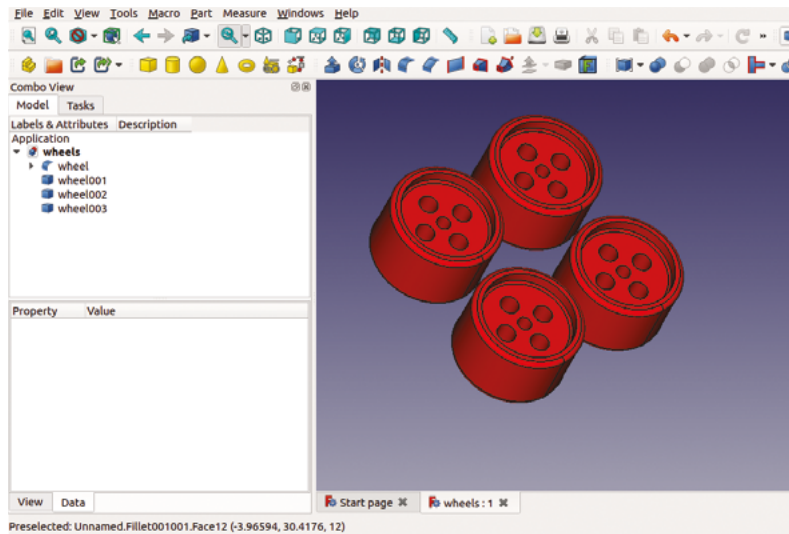 File Edit View Tools Macro Part Measure Windows Help
Combo View
Model Tasks
Labels & Attributes Description
Application
wheels
wheel
wheel001
wheel002
wheel003
Property Value
View Data
Start page wheels : 1
Preselected: Unnamed.Fillet001001.Face12 (-3.96594, 30.4176, 12)